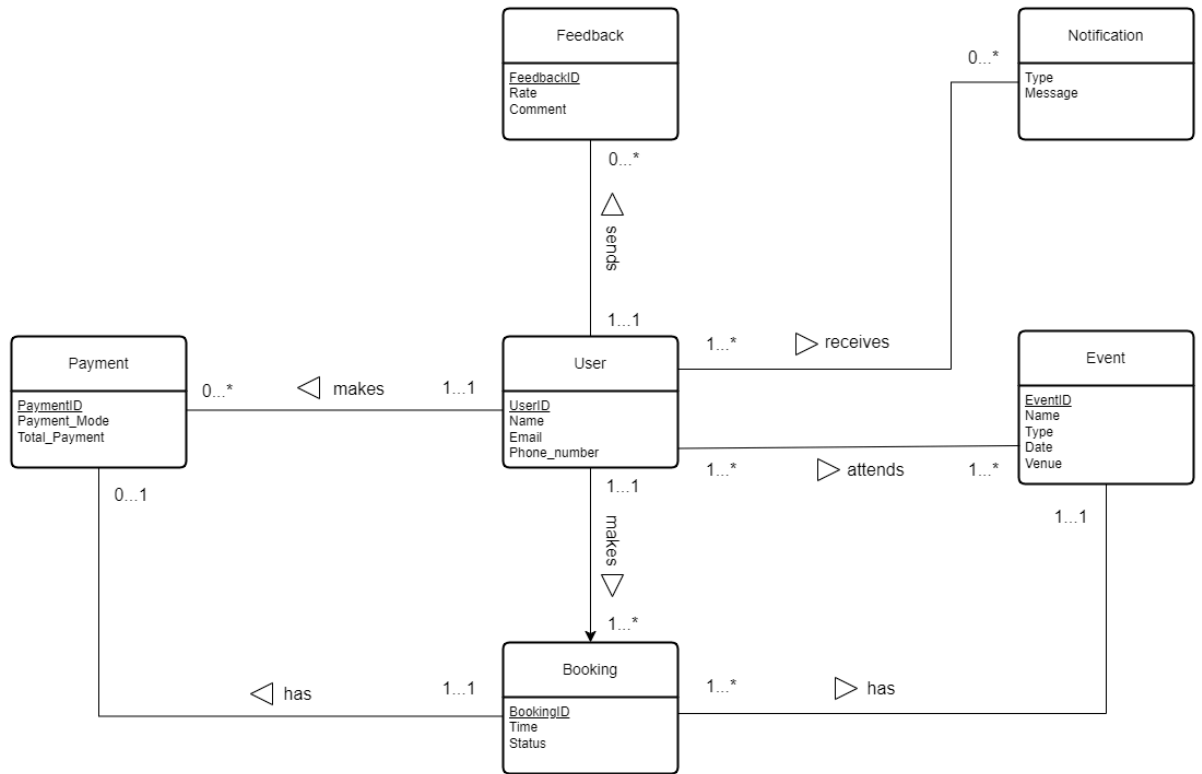 Feedback
FeedbackID
Rate
Comment
Notification
Type
Message
0...*
0...*
sends
1...1
1...*
receives
Payment
PaymentID
Payment_Mode
Total_Payment
0...*
makes
1...1
User
UserID
Name
Email
Phone_number
Event
EventID
Name
Type
Date
Venue
1...*
attends
1...*
0...1
1...1
makes
1...*
1...1
has
1...1
Booking
BookingID
Time
Status
1...*
has